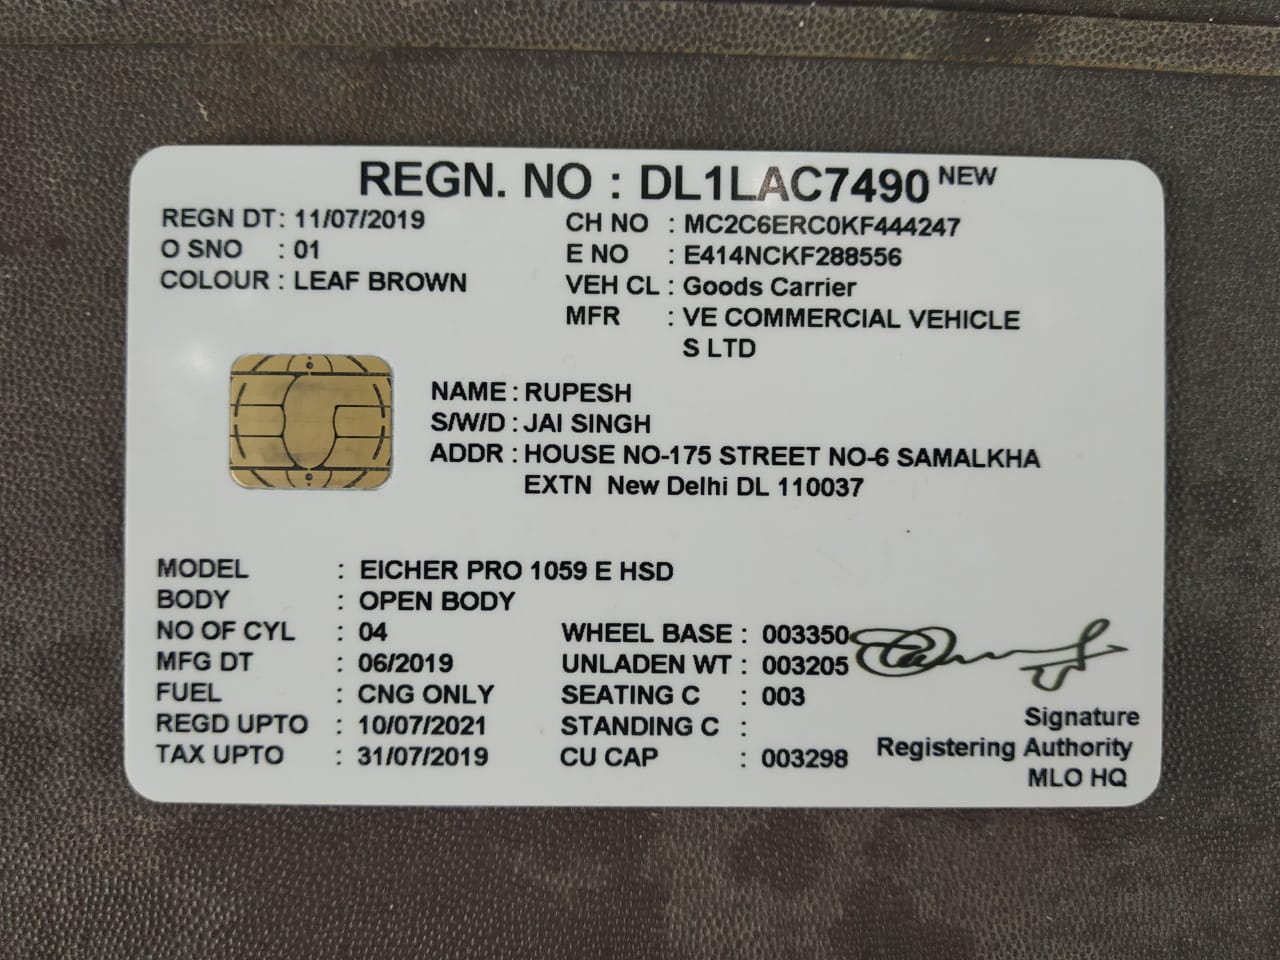 REGN. NO : DL1LAC7490 NEW
REGN DT : 11/07/2019
O SNO : 01
COLOUR : LEAF BROWN
CH NO : MC2C6ERC0KF444247
E NO : E414NCKF288556
VEH CL : Goods Carrier
MFR : VE COMMERCIAL VEHICLE
S LTD
NAME : RUPESH
S/W/D : JAI SINGH
ADDR : HOUSE NO-175 STREET NO-6 SAMALKHA
EXTN New Delhi DL 110037
MODEL : EICHER PRO 1059 E HSD
BODY : OPEN BODY
NO OF CYL : 04
MFG DT : 06/2019
FUEL : CNG ONLY
REGD UPTO : 10/07/2021
TAX UPTO : 31/07/2019
WHEEL BASE : 003350
UNLADEN WT : 003205
SEATING C : 003
STANDING C :
CU CAP : 003298
Signature
Registering Authority
MLO HQ